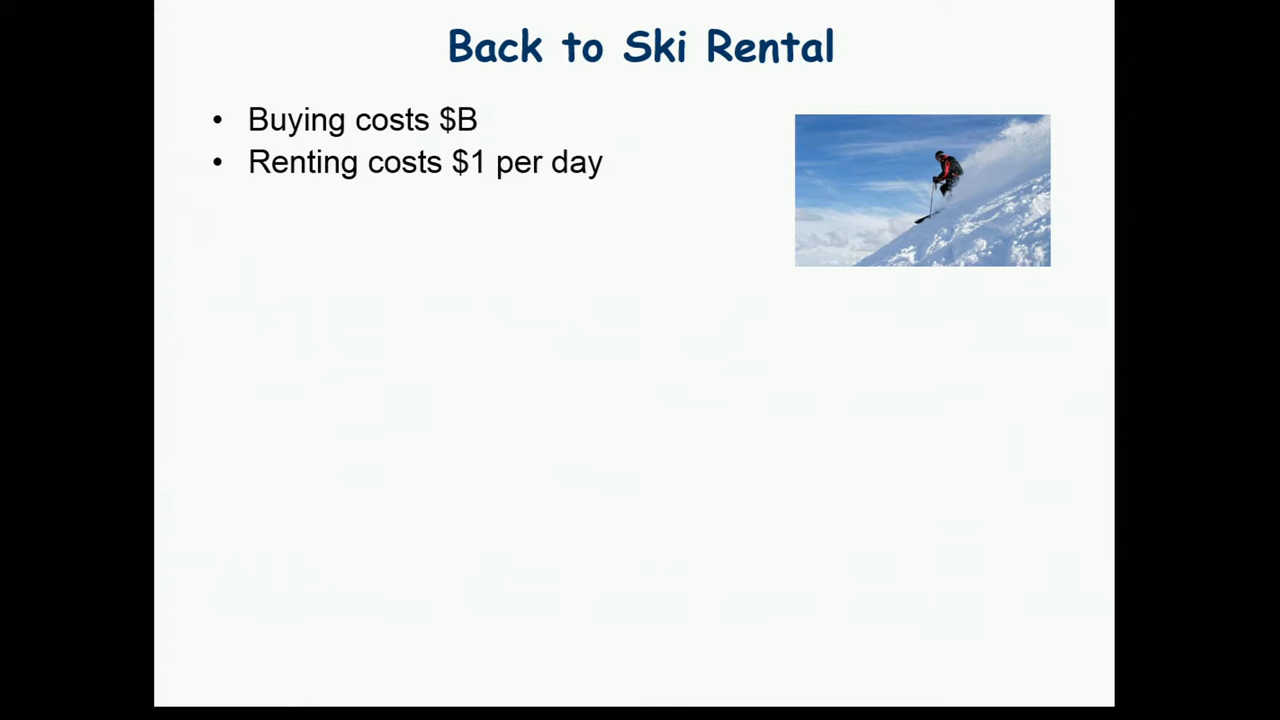 Back to Ski Rental
• Buying costs $B
• Renting costs $1 per day